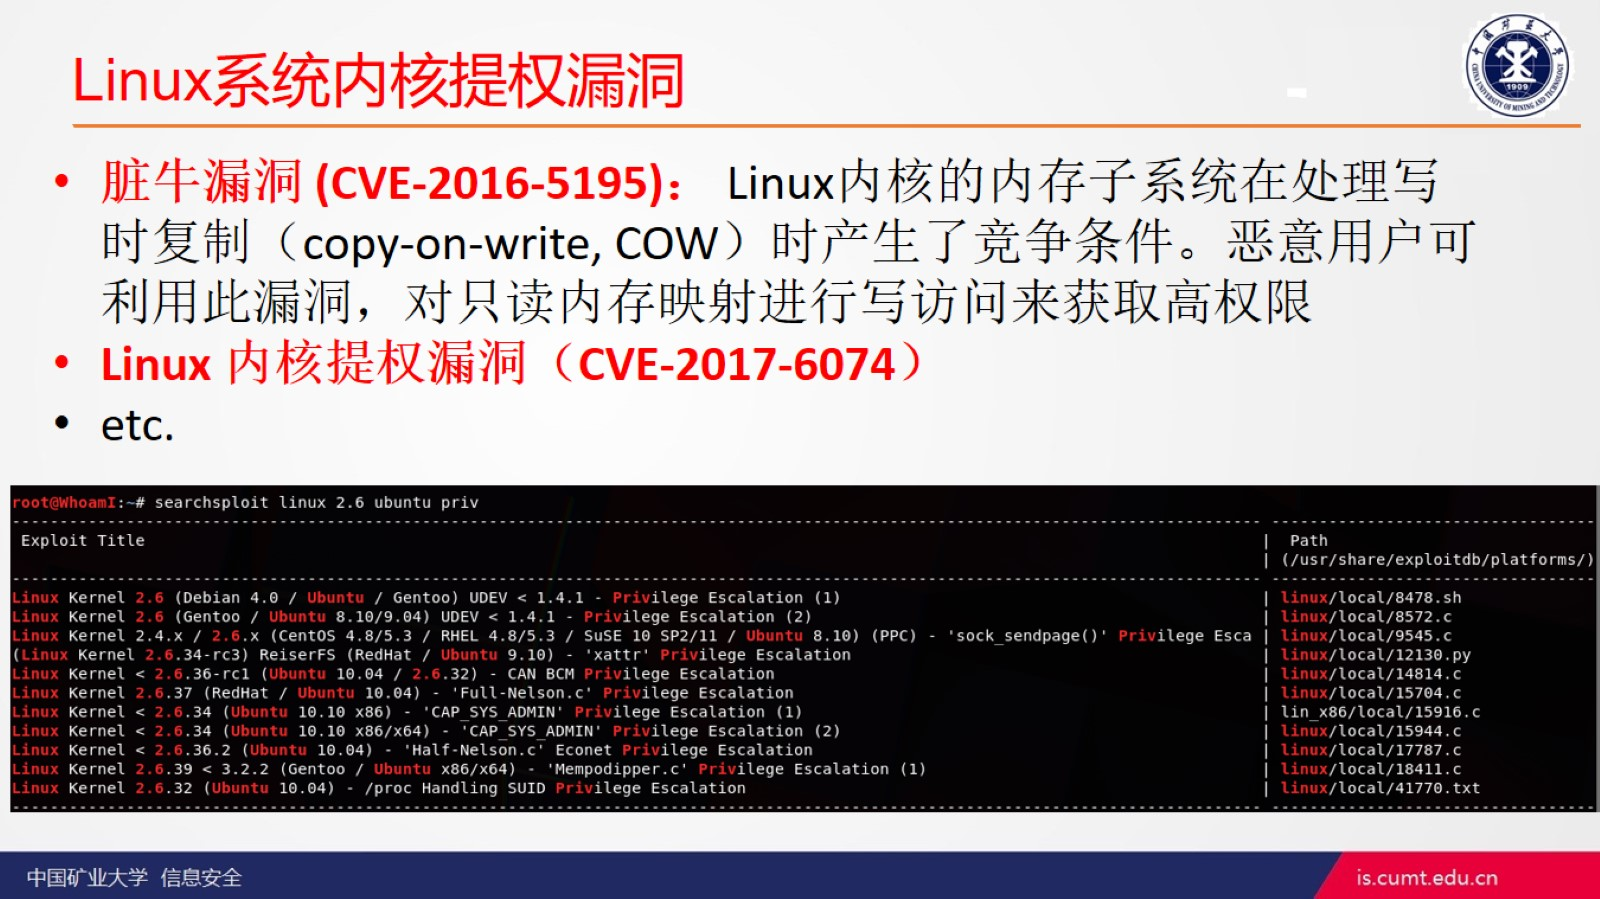 Linux系统内核提权漏洞
中国矿业大学
CHINA UNIVERSITY OF MINING AND TECHNOLOGY
1909
• 脏牛漏洞 (CVE-2016-5195)： Linux内核的内存子系统在处理写
时复制（copy-on-write, COW）时产生了竞争条件。恶意用户可
利用此漏洞，对只读内存映射进行写访问来获取高权限
• Linux 内核提权漏洞（CVE-2017-6074）
• etc.
root@WhoamI:~# searchsploit linux 2.6 ubuntu priv
Exploit Title | Path
| (/usr/share/exploitdb/platforms/)
Linux Kernel 2.6 (Debian 4.0 / Ubuntu / Gentoo) UDEV < 1.4.1 - Privilege Escalation (1) | linux/local/8478.sh
Linux Kernel 2.6 (Gentoo / Ubuntu 8.10/9.04) UDEV < 1.4.1 - Privilege Escalation (2) | linux/local/8572.c
Linux Kernel 2.4.x / 2.6.x (CentOS 4.8/5.3 / RHEL 4.8/5.3 / SuSE 10 SP2/11 / Ubuntu 8.10) (PPC) - 'sock_sendpage()' Privilege Esca | linux/local/9545.c
(Linux Kernel 2.6.34-rc3) ReiserFS (RedHat / Ubuntu 9.10) - 'xattr' Privilege Escalation | linux/local/12130.py
Linux Kernel < 2.6.36-rc1 (Ubuntu 10.04 / 2.6.32) - CAN BCM Privilege Escalation | linux/local/14814.c
Linux Kernel 2.6.37 (RedHat / Ubuntu 10.04) - 'Full-Nelson.c' Privilege Escalation | linux/local/15704.c
Linux Kernel < 2.6.34 (Ubuntu 10.10 x86) - 'CAP_SYS_ADMIN' Privilege Escalation (1) | lin_x86/local/15916.c
Linux Kernel < 2.6.34 (Ubuntu 10.10 x86/x64) - 'CAP_SYS_ADMIN' Privilege Escalation (2) | linux/local/15944.c
Linux Kernel < 2.6.36.2 (Ubuntu 10.04) - 'Half-Nelson.c' Econet Privilege Escalation | linux/local/17787.c
Linux Kernel 2.6.39 < 3.2.2 (Gentoo / Ubuntu x86/x64) - 'Mempodipper.c' Privilege Escalation (1) | linux/local/18411.c
Linux Kernel 2.6.32 (Ubuntu 10.04) - /proc Handling SUID Privilege Escalation | linux/local/41770.txt
中国矿业大学 信息安全
is.cumt.edu.cn